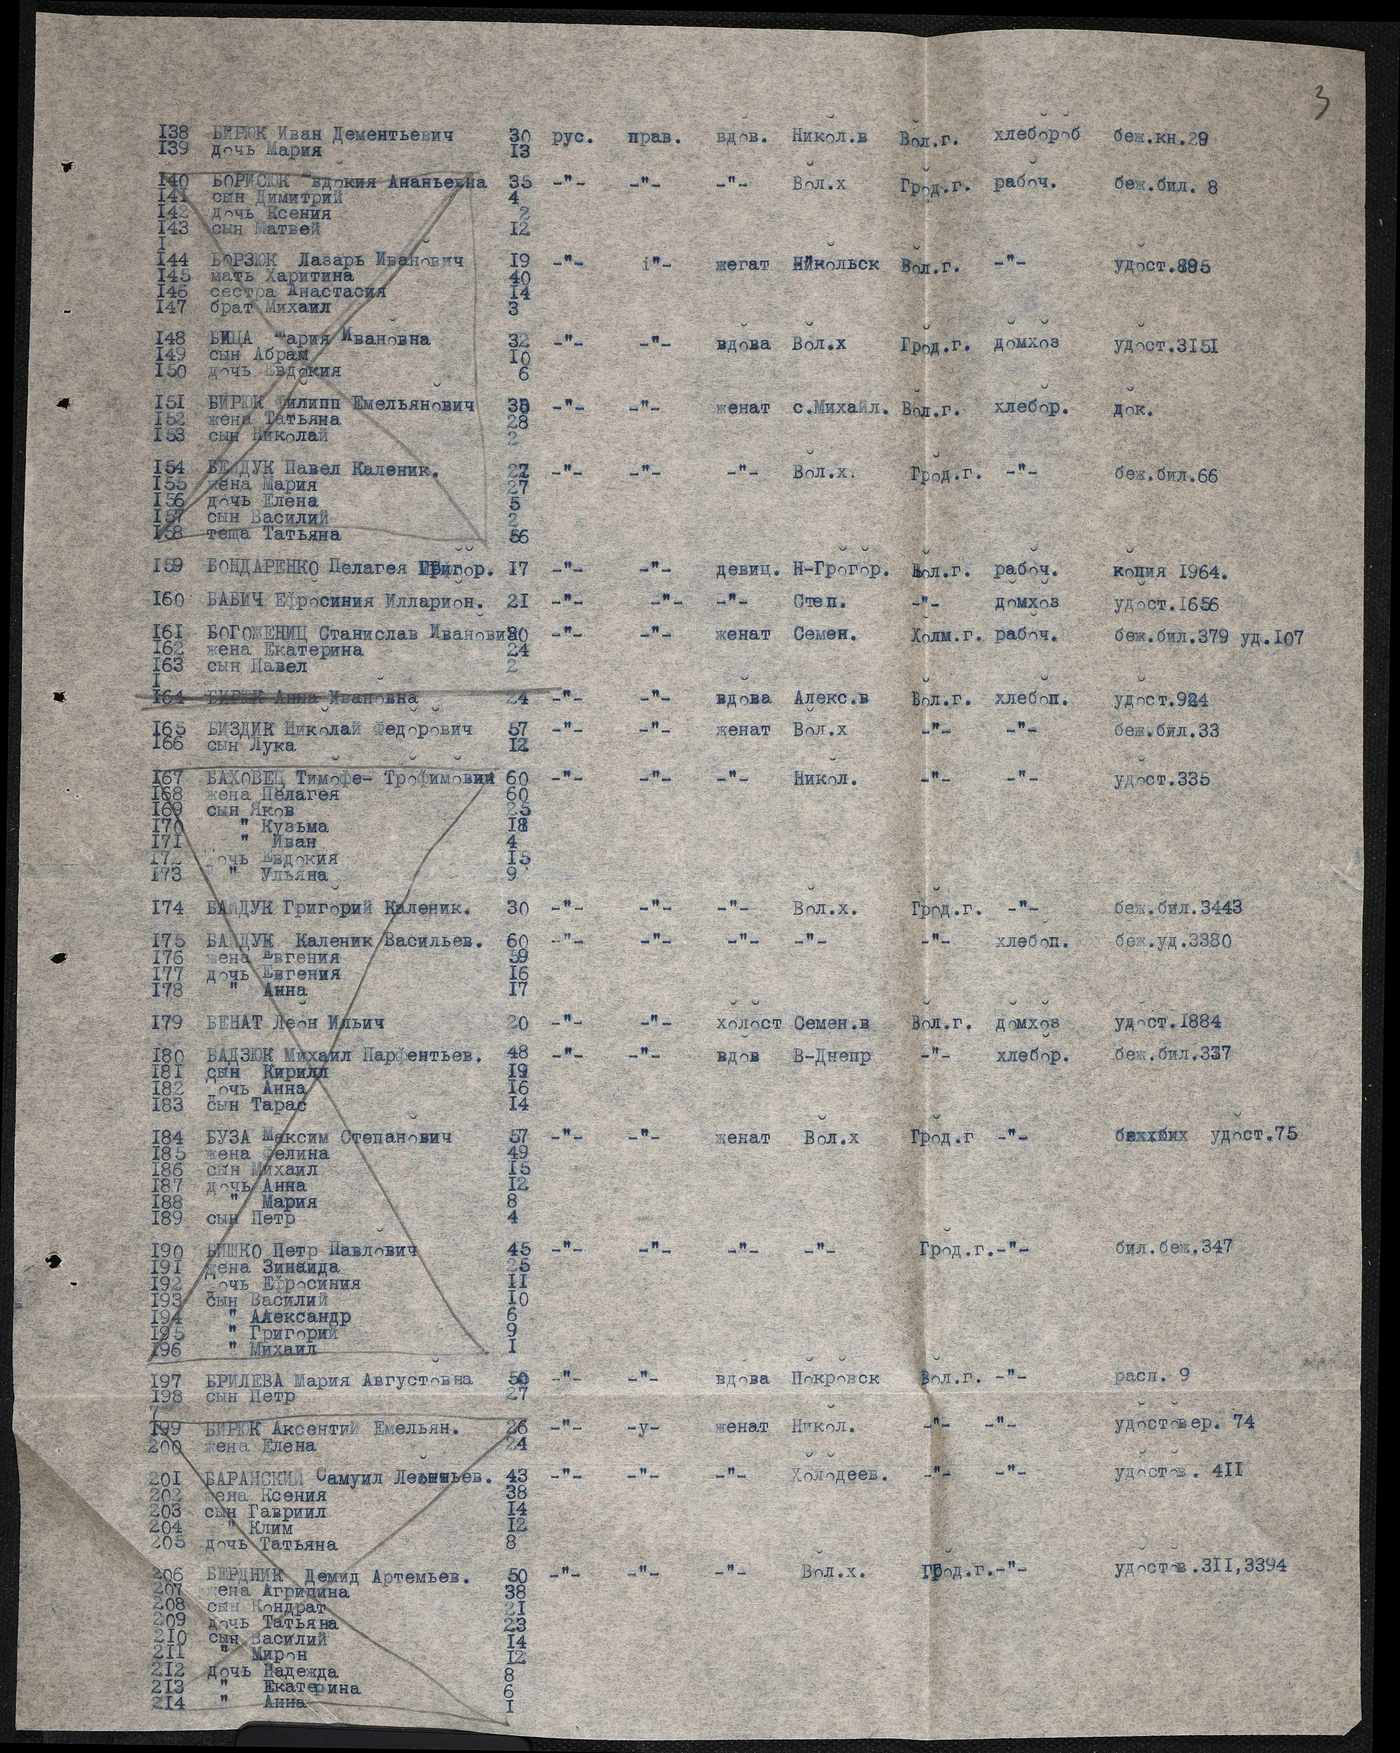 3
138 БИРЮК Иван Дементьевич 30 рус. прав. вдов. Никол.в Вол.г. хлебороб беж.кн.29
139 дочь Мария 13
140 БОРИСЮК вдокия Ананьевна 35 -"- -"- -"- Вол.х Грод.г. рабоч. беж.бил. 8
141 сын Димитрий 4
142 дочь Ксения 2
143 сын Матвей 12
I
144 БОРЗЮК Лазарь Иванович 19 -"- i"- жегат Никольск Вол.г. -"- удост.895
145 мать Харитина 40
146 сестра Анастасия 14
147 брат Михаил 3
148 БИЦА Мария Ивановна 32 -"- -"- вдова Вол.х Грод.г. домхоз удост.3151
149 сын Абрам 10
150 дочь Евдокия 6
151 БИРЮК Филипп Емельянович -"- -"- женат с.Михайл. Вол.г. хлебор. док.
152 жена Татьяна 28
153 сын Николай 2
154 Павел Каленик. -"- -"- -"- Вол.х. Грод.г. -"- беж.бил.66
155 жена Мария 27
156 дочь Елена 5
157 сын Василий 2
158 теща Татьяна 56
159 БОНДАРЕНКО Пелагея Григор. 17 -"- -"- девиц. Н-Грогор. Вол.г. рабоч. копия 1964.
160 БАБИЧ Ефросиния Илларион. 21 -"- -"- -"- Степ. -"- домхоз удост.1656
161 БОГОЖЕНИЦ Станислав Иванович 30 -"- -"- женат Семен. Холм.г. рабоч. беж.бил.379 уд.107
162 жена Екатерина 24
163 сын Павел 2
I
164 БИРЮК Анна Ивановна 24 -"- -"- вдова Алекс.в Вол.г. хлебоп. удост.924
165 БИЗДИК Николай Федорович 57 -"- -"- женат Вол.х -"- -"- беж.бил.33
166 сын Лука 12
167 БАХОВЕЦ Тимофе- Трофимович 60 -"- -"- -"- Никол. -"- -"- удост.335
168 жена Пелагея 60
169 сын Яков 25
170 " Кузьма 18
171 " Иван 4
172 дочь Евдокия 15
173 " Ульяна 9
174 Григорий Каленик. 30 -"- -"- -"- Вол.х. Грод.г. -"- беж.бил.3443
175 Каленик Васильев. 60 -"- -"- -"- -"- -"- хлебоп. беж.уд.3380
176 жена Евгения 59
177 дочь Евгения 16
178 " Анна 17
179 БЕНАТ Леон Ильич 20 -"- -"- холост Семен.в Вол.г. домхоз удост.1884
180 БАДЗЮК Михаил Парфентьев. 48 -"- -"- вдов В-Днепр -"- хлебор. беж.бил.337
181 сын Кирилл 19
182 дочь Анна 16
183 сын Тарас 14
184 БУЗА Максим Степанович 57 -"- -"- женат Вол.х Грод.г -"- удост.75
185 жена Фелина 49
186 сын Михаил 15
187 дочь Анна 12
188 " Мария 8
189 сын Петр 4
190 БИШКО Петр Павлович 45 -"- -"- -"- -"- Грод.г.-"- бил.беж.347
191 жена Зинаида 25
192 дочь Ефросиния 11
193 сын Василий 10
194 " Александр 6
195 " Григорий 9
196 " Михаил 1
197 БРИЛЕВА Мария Августовна 50 -"- -"- вдова Покровск Вол.г. -"- расп. 9
198 сын Петр 27
7
199 БИРЮК Аксентий Емельян. 26 -"- -у- женат Никол. -"- -"- удостовер. 74
200 жена Елена 24
201 БАРАНСКИЙ Самуил Леонтьев. 43 -"- -"- -"- Холодеев. -"- -"- удостов. 411
202 жена Ксения 38
203 сын Гавриил 14
204 " Клим 12
205 дочь Татьяна 8
206 БЕРДНИК Демид Артемьев. 50 -"- -"- -"- Вол.х. Грод.г.-"- удостов.311,3394
207 жена Агрипина 38
208 сын Кондрат 21
209 дочь Татьяна 23
210 сын Василий 14
211 " Мирон 12
212 дочь Надежда 8
213 " Екатерина 6
214 " Анна 1